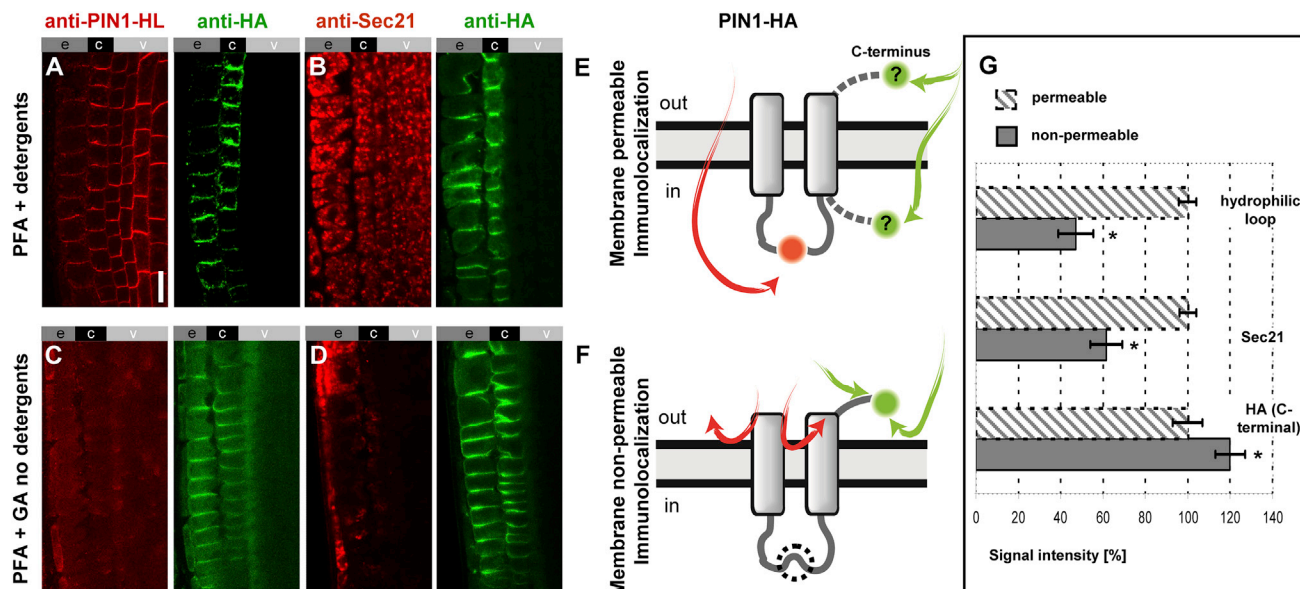 anti-PIN1-HL anti-HA anti-Sec21 anti-HA
e c v e c v
A B
PFA + detergents
e c v e c v
C D
PFA + GA no detergents
PIN1-HA
E
C-terminus
?
out
in
?
Membrane permeable
Immunolocalization
F
out
in
Membrane non-permeable
Immunolocalization
G
permeable
non-permeable
hydrophilic
loop
*
Sec21
*
HA (C-
terminal)
*
0 20 40 60 80 100 120 140
Signal intensity [%]